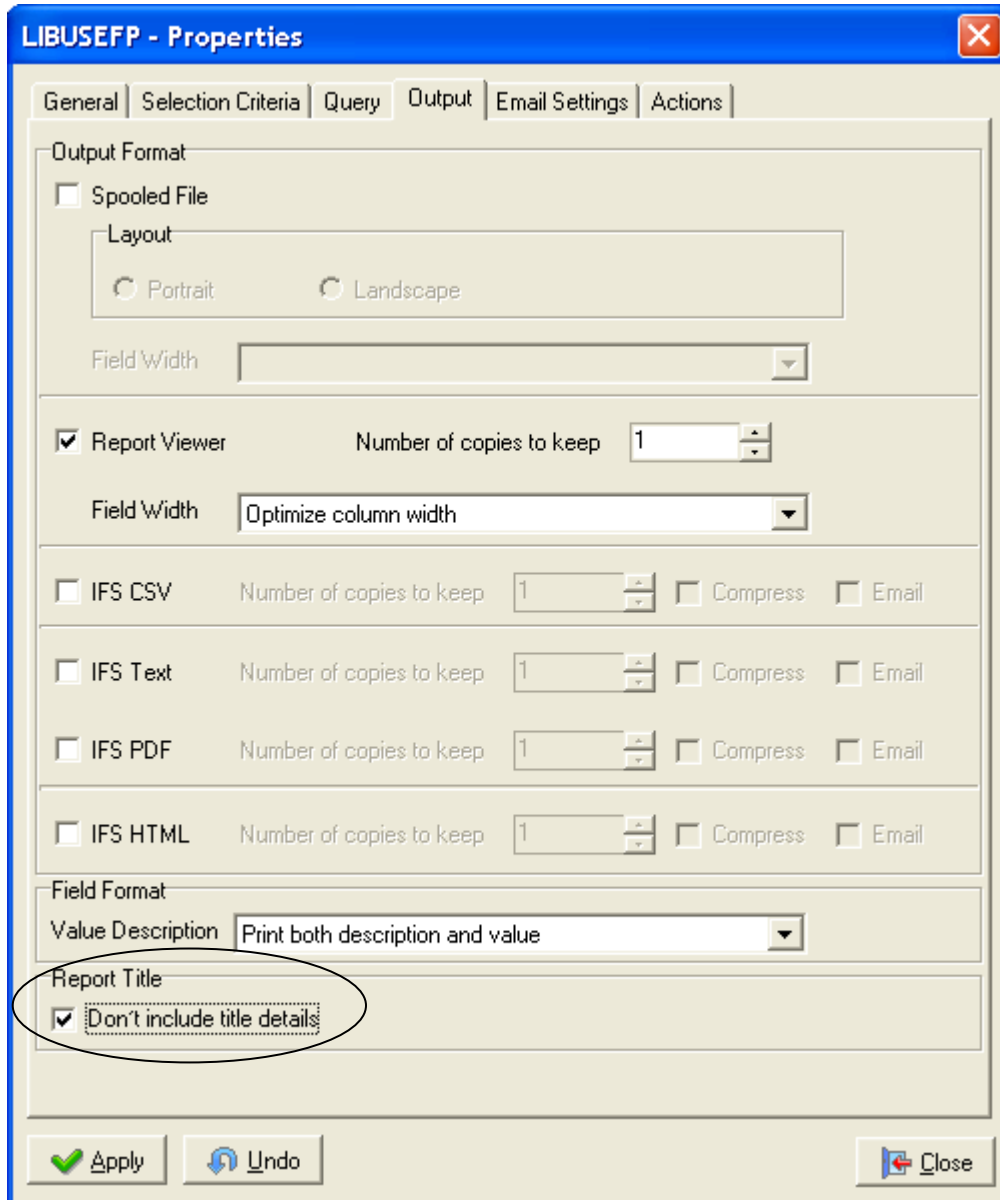 LIBUSEFP - Properties
General Selection Criteria Query Output Email Settings Actions
Output Format
Spooled File
Layout
Portrait Landscape
Field Width
Report Viewer Number of copies to keep 1
Field Width Optimize column width
IFS CSV Number of copies to keep 1 Compress Email
IFS Text Number of copies to keep 1 Compress Email
IFS PDF Number of copies to keep 1 Compress Email
IFS HTML Number of copies to keep 1 Compress Email
Field Format
Value Description Print both description and value
Report Title
Don´t include title details
Apply Undo Close